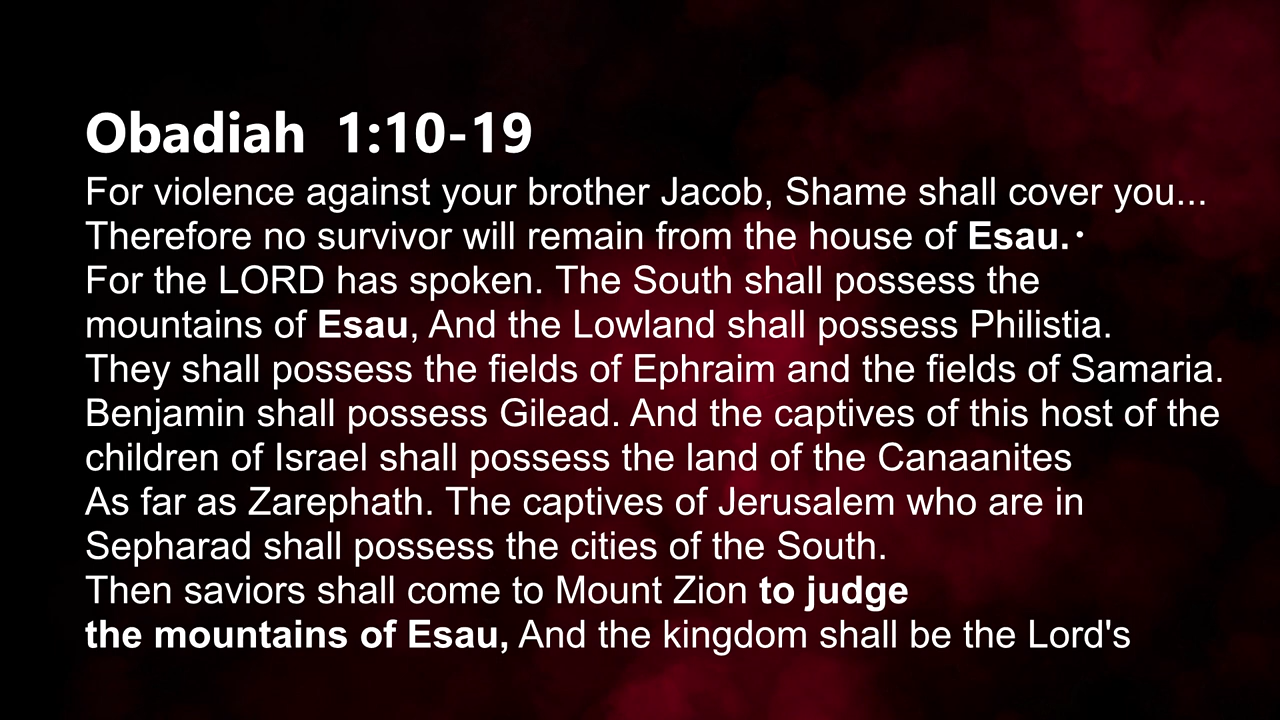 Obadiah 1:10-19
For violence against your brother Jacob, Shame shall cover you...
Therefore no survivor will remain from the house of Esau. ·
For the LORD has spoken. The South shall possess the
mountains of Esau, And the Lowland shall possess Philistia.
They shall possess the fields of Ephraim and the fields of Samaria.
Benjamin shall possess Gilead. And the captives of this host of the
children of Israel shall possess the land of the Canaanites
As far as Zarephath. The captives of Jerusalem who are in
Sepharad shall possess the cities of the South.
Then saviors shall come to Mount Zion to judge
the mountains of Esau, And the kingdom shall be the Lord's